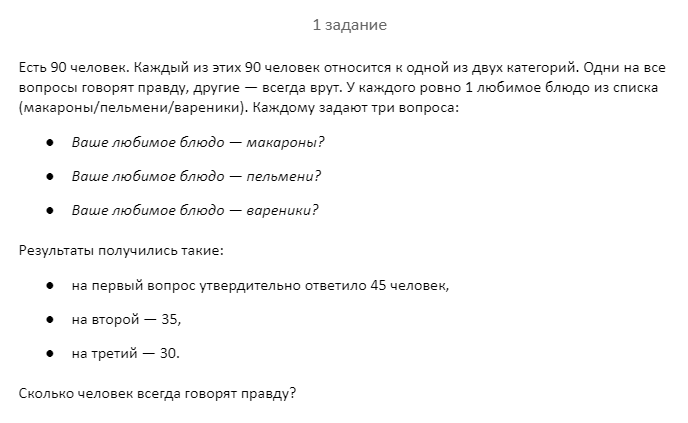 1 задание
Есть 90 человек. Каждый из этих 90 человек относится к одной из двух категорий. Одни на все
вопросы говорят правду, другие — всегда врут. У каждого ровно 1 любимое блюдо из списка
(макароны/пельмени/вареники). Каждому задают три вопроса:
● Ваше любимое блюдо — макароны?
● Ваше любимое блюдо — пельмени?
● Ваше любимое блюдо — вареники?
Результаты получились такие:
● на первый вопрос утвердительно ответило 45 человек,
● на второй — 35,
● на третий — 30.
Сколько человек всегда говорят правду?